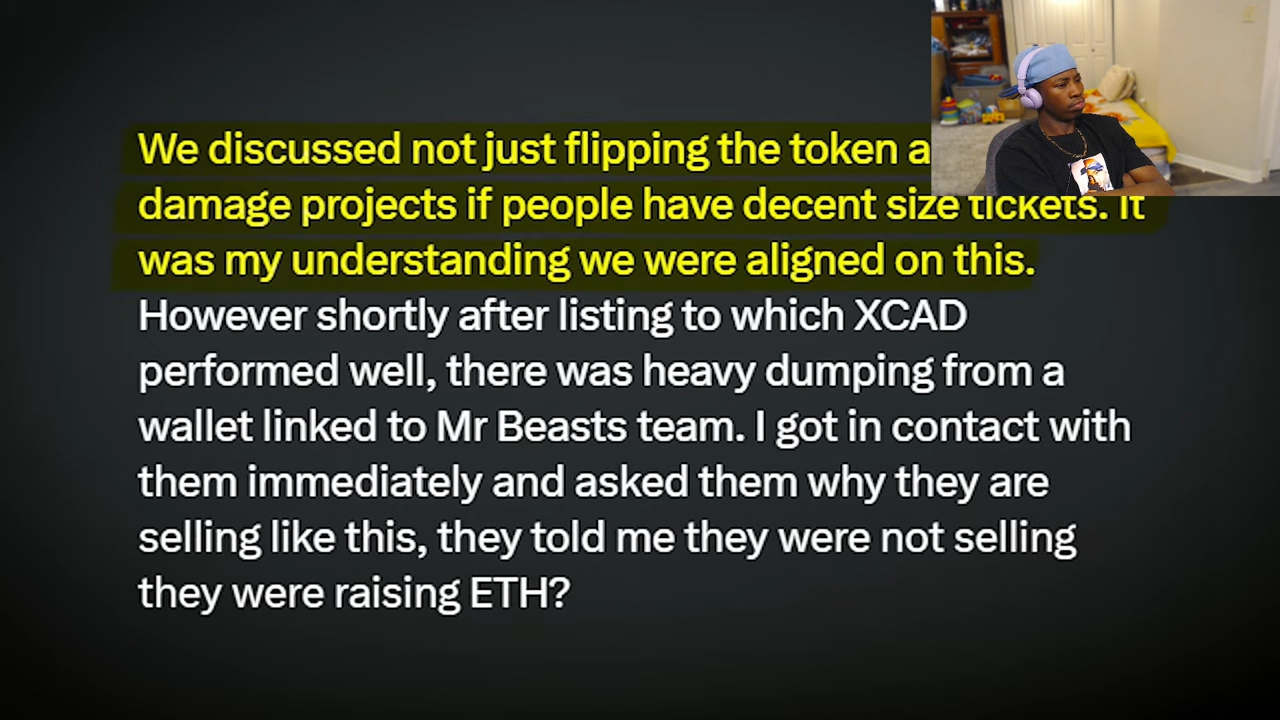 We discussed not just flipping the token a
damage projects if people have decent size tickets. It
was my understanding we were aligned on this.
However shortly after listing to which XCAD
performed well, there was heavy dumping from a
wallet linked to Mr Beasts team. I got in contact with
them immediately and asked them why they are
selling like this, they told me they were not selling
they were raising ETH?